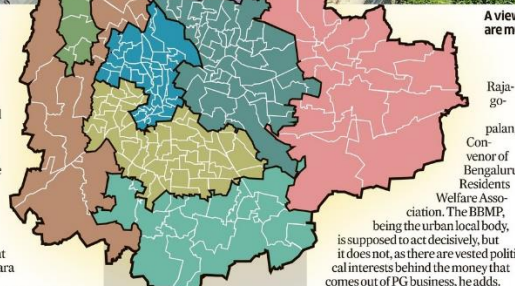 A view
are m
Raja-
go-
palan,
Con-
venor of
Bengaluru
Residents
Welfare Asso-
ciation. The BBMP,
being the urban local body,
is supposed to act decisively, but
it does not, as there are vested politi
cal interests behind the money that
comes out of PG business, he adds.
t
ara